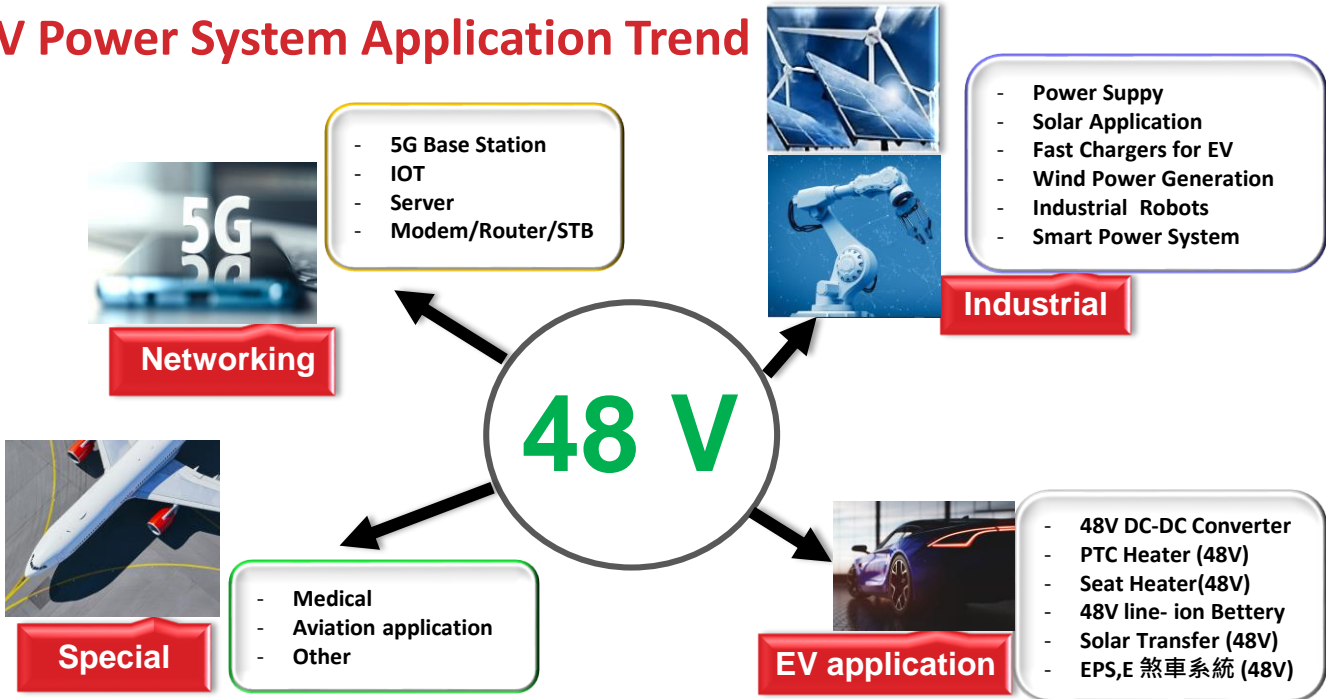 V Power System Application Trend
- 5G Base Station
- IOT
- Server
- Modem/Router/STB
5G
Networking
- Power Suppy
- Solar Application
- Fast Chargers for EV
- Wind Power Generation
- Industrial Robots
- Smart Power System
Industrial
48 V
Special
- Medical
- Aviation application
- Other
EV application
- 48V DC-DC Converter
- PTC Heater (48V)
- Seat Heater(48V)
- 48V line- ion Bettery
- Solar Transfer (48V)
- EPS,E 煞車系統 (48V)